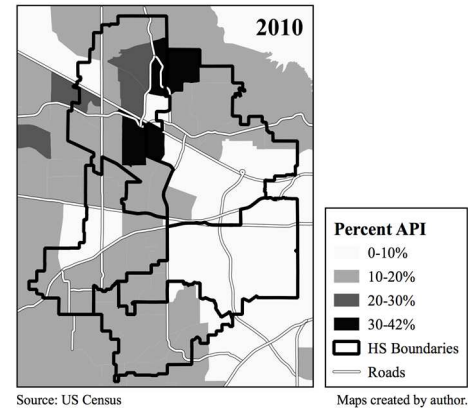 2010
Percent API
0-10%
10-20%
20-30%
30-42%
HS Boundaries
Roads
Source: US Census
Maps created by author.